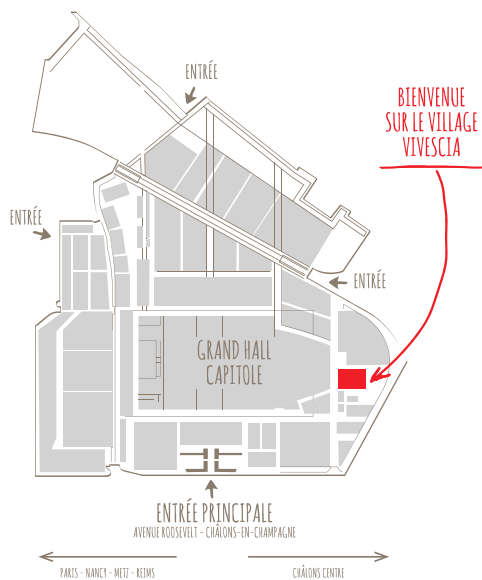 ENTRÉE
BIENVENUE
SUR LE VILLAGE
VIVESCIA
ENTRÉE
ENTRÉE
GRAND HALL
CAPITOLE
ENTRÉE PRINCIPALE
AVENUE ROOSEVELT - CHÂLONS-EN-CHAMPAGNE
PARIS - NANCY - METZ - REIMS
CHÂLONS CENTRE